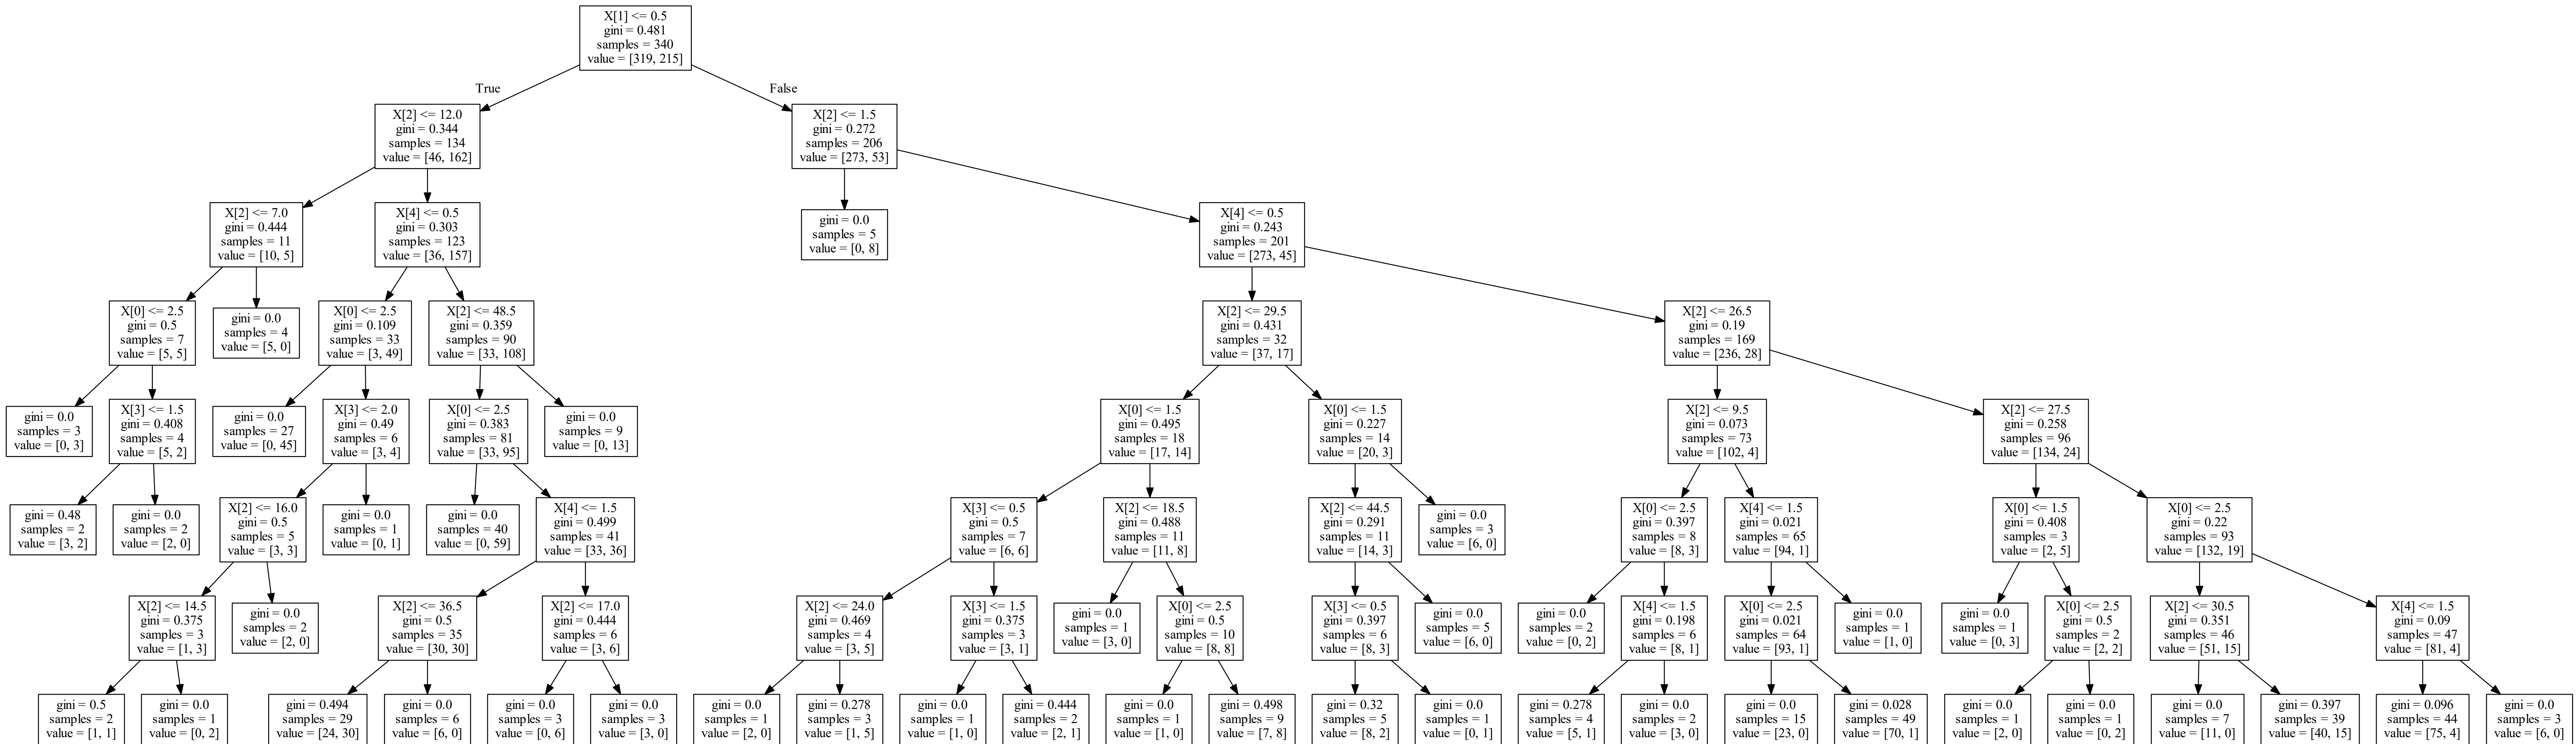 X[1] <= 0.5
gini = 0.481
samples = 340
value = [319, 215]
True
False
X[2] <= 12.0
gini = 0.344
samples = 134
value = [46, 162]
X[2] <= 1.5
gini = 0.272
samples = 206
value = [273, 53]
X[2] <= 7.0
gini = 0.444
samples = 11
value = [10, 5]
X[4] <= 0.5
gini = 0.303
samples = 123
value = [36, 157]
gini = 0.0
samples = 5
value = [0, 8]
X[4] <= 0.5
gini = 0.243
samples = 201
value = [273, 45]
X[0] <= 2.5
gini = 0.5
samples = 7
value = [5, 5]
gini = 0.0
samples = 4
value = [5, 0]
X[0] <= 2.5
gini = 0.109
samples = 33
value = [3, 49]
X[2] <= 48.5
gini = 0.359
samples = 90
value = [33, 108]
X[2] <= 29.5
gini = 0.431
samples = 32
value = [37, 17]
X[2] <= 26.5
gini = 0.19
samples = 169
value = [236, 28]
gini = 0.0
samples = 3
value = [0, 3]
X[3] <= 1.5
gini = 0.408
samples = 4
value = [5, 2]
gini = 0.0
samples = 27
value = [0, 45]
X[3] <= 2.0
gini = 0.49
samples = 6
value = [3, 4]
X[0] <= 2.5
gini = 0.383
samples = 81
value = [33, 95]
gini = 0.0
samples = 9
value = [0, 13]
X[0] <= 1.5
gini = 0.495
samples = 18
value = [17, 14]
X[0] <= 1.5
gini = 0.227
samples = 14
value = [20, 3]
X[2] <= 9.5
gini = 0.073
samples = 73
value = [102, 4]
X[2] <= 27.5
gini = 0.258
samples = 96
value = [134, 24]
gini = 0.48
samples = 2
value = [3, 2]
gini = 0.0
samples = 2
value = [2, 0]
X[2] <= 16.0
gini = 0.5
samples = 5
value = [3, 3]
gini = 0.0
samples = 1
value = [0, 1]
gini = 0.0
samples = 40
value = [0, 59]
X[4] <= 1.5
gini = 0.499
samples = 41
value = [33, 36]
X[3] <= 0.5
gini = 0.5
samples = 7
value = [6, 6]
X[2] <= 18.5
gini = 0.488
samples = 11
value = [11, 8]
X[2] <= 44.5
gini = 0.291
samples = 11
value = [14, 3]
gini = 0.0
samples = 3
value = [6, 0]
X[0] <= 2.5
gini = 0.397
samples = 8
value = [8, 3]
X[4] <= 1.5
gini = 0.021
samples = 65
value = [94, 1]
X[0] <= 1.5
gini = 0.408
samples = 3
value = [2, 5]
X[0] <= 2.5
gini = 0.22
samples = 93
value = [132, 19]
X[2] <= 14.5
gini = 0.375
samples = 3
value = [1, 3]
gini = 0.0
samples = 2
value = [2, 0]
X[2] <= 36.5
gini = 0.5
samples = 35
value = [30, 30]
X[2] <= 17.0
gini = 0.444
samples = 6
value = [3, 6]
X[2] <= 24.0
gini = 0.469
samples = 4
value = [3, 5]
X[3] <= 1.5
gini = 0.375
samples = 3
value = [3, 1]
gini = 0.0
samples = 1
value = [3, 0]
X[0] <= 2.5
gini = 0.5
samples = 10
value = [8, 8]
X[3] <= 0.5
gini = 0.397
samples = 6
value = [8, 3]
gini = 0.0
samples = 5
value = [6, 0]
gini = 0.0
samples = 2
value = [0, 2]
X[4] <= 1.5
gini = 0.198
samples = 6
value = [8, 1]
X[0] <= 2.5
gini = 0.021
samples = 64
value = [93, 1]
gini = 0.0
samples = 1
value = [1, 0]
gini = 0.0
samples = 1
value = [0, 3]
X[0] <= 2.5
gini = 0.5
samples = 2
value = [2, 2]
X[2] <= 30.5
gini = 0.351
samples = 46
value = [51, 15]
X[4] <= 1.5
gini = 0.09
samples = 47
value = [81, 4]
gini = 0.5
samples = 2
value = [1, 1]
gini = 0.0
samples = 1
value = [0, 2]
gini = 0.494
samples = 29
value = [24, 30]
gini = 0.0
samples = 6
value = [6, 0]
gini = 0.0
samples = 3
value = [0, 6]
gini = 0.0
samples = 3
value = [3, 0]
gini = 0.0
samples = 1
value = [2, 0]
gini = 0.278
samples = 3
value = [1, 5]
gini = 0.0
samples = 1
value = [1, 0]
gini = 0.444
samples = 2
value = [2, 1]
gini = 0.0
samples = 1
value = [1, 0]
gini = 0.498
samples = 9
value = [7, 8]
gini = 0.32
samples = 5
value = [8, 2]
gini = 0.0
samples = 1
value = [0, 1]
gini = 0.278
samples = 4
value = [5, 1]
gini = 0.0
samples = 2
value = [3, 0]
gini = 0.0
samples = 15
value = [23, 0]
gini = 0.028
samples = 49
value = [70, 1]
gini = 0.0
samples = 1
value = [2, 0]
gini = 0.0
samples = 1
value = [0, 2]
gini = 0.0
samples = 7
value = [11, 0]
gini = 0.397
samples = 39
value = [40, 15]
gini = 0.096
samples = 44
value = [75, 4]
gini = 0.0
samples = 3
value = [6, 0]